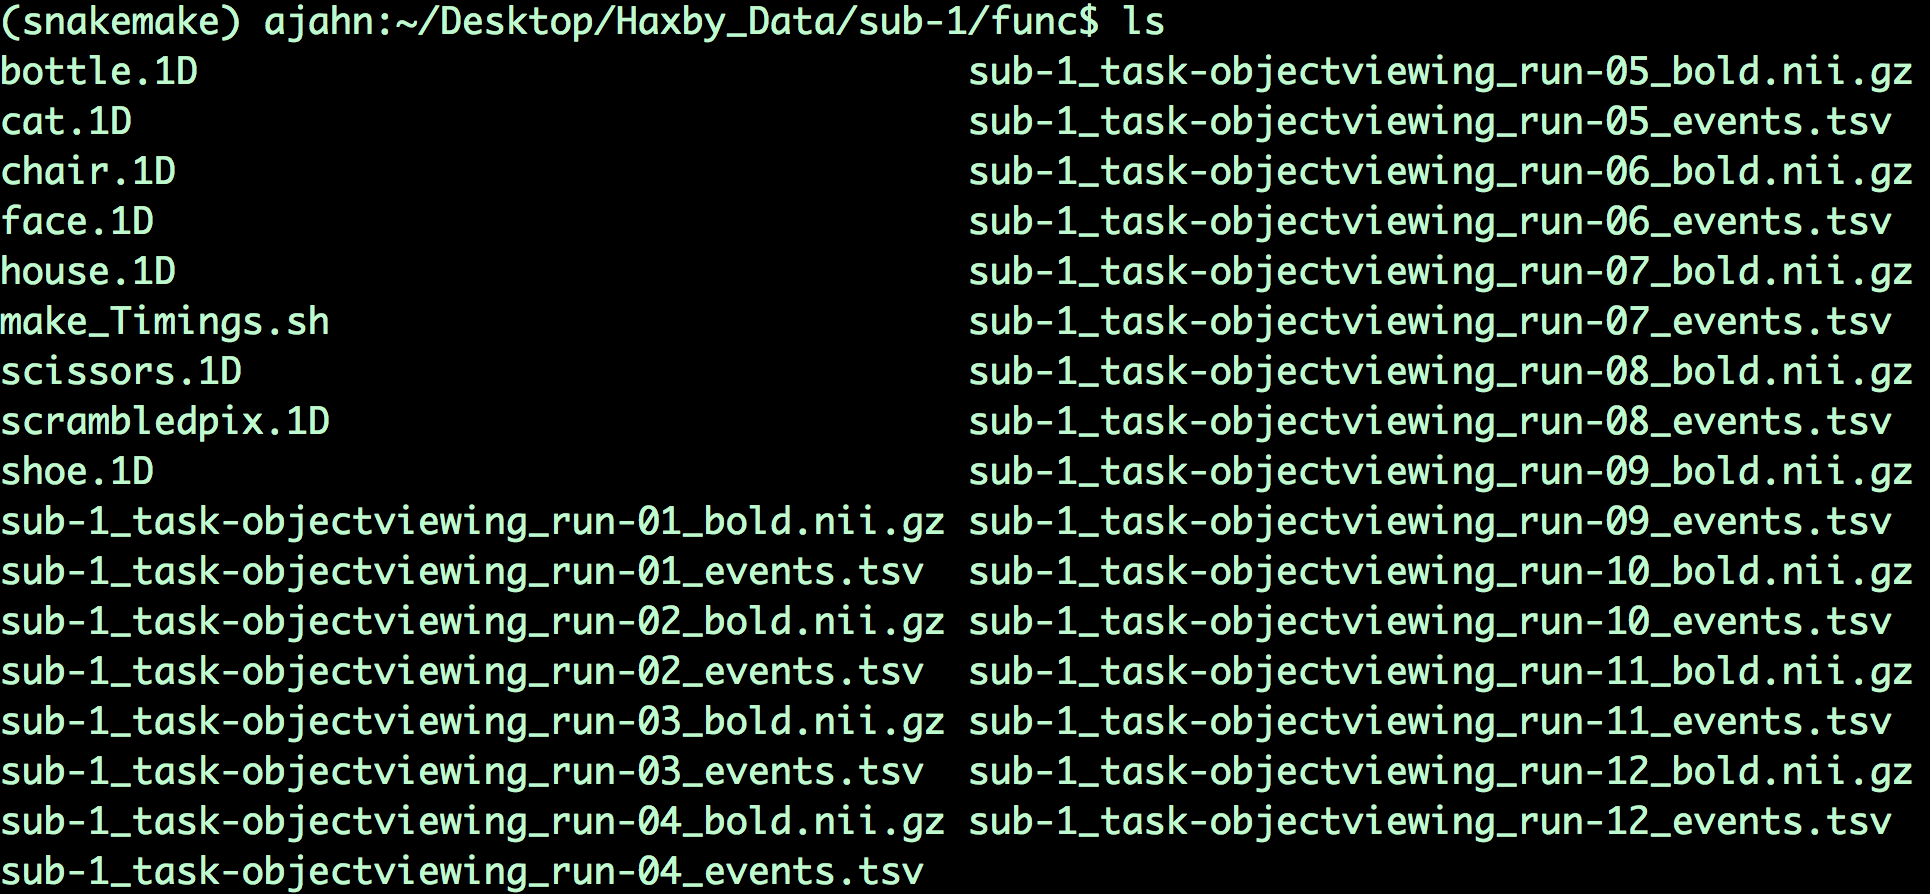 (snakemake) ajahn:~/Desktop/Haxby_Data/sub-1/func$ ls
bottle.1D sub-1_task-objectviewing_run-05_bold.nii.gz
cat.1D sub-1_task-objectviewing_run-05_events.tsv
chair.1D sub-1_task-objectviewing_run-06_bold.nii.gz
face.1D sub-1_task-objectviewing_run-06_events.tsv
house.1D sub-1_task-objectviewing_run-07_bold.nii.gz
make_Timings.sh sub-1_task-objectviewing_run-07_events.tsv
scissors.1D sub-1_task-objectviewing_run-08_bold.nii.gz
scrambledpix.1D sub-1_task-objectviewing_run-08_events.tsv
shoe.1D sub-1_task-objectviewing_run-09_bold.nii.gz
sub-1_task-objectviewing_run-01_bold.nii.gz sub-1_task-objectviewing_run-09_events.tsv
sub-1_task-objectviewing_run-01_events.tsv sub-1_task-objectviewing_run-10_bold.nii.gz
sub-1_task-objectviewing_run-02_bold.nii.gz sub-1_task-objectviewing_run-10_events.tsv
sub-1_task-objectviewing_run-02_events.tsv sub-1_task-objectviewing_run-11_bold.nii.gz
sub-1_task-objectviewing_run-03_bold.nii.gz sub-1_task-objectviewing_run-11_events.tsv
sub-1_task-objectviewing_run-03_events.tsv sub-1_task-objectviewing_run-12_bold.nii.gz
sub-1_task-objectviewing_run-04_bold.nii.gz sub-1_task-objectviewing_run-12_events.tsv
sub-1_task-objectviewing_run-04_events.tsv